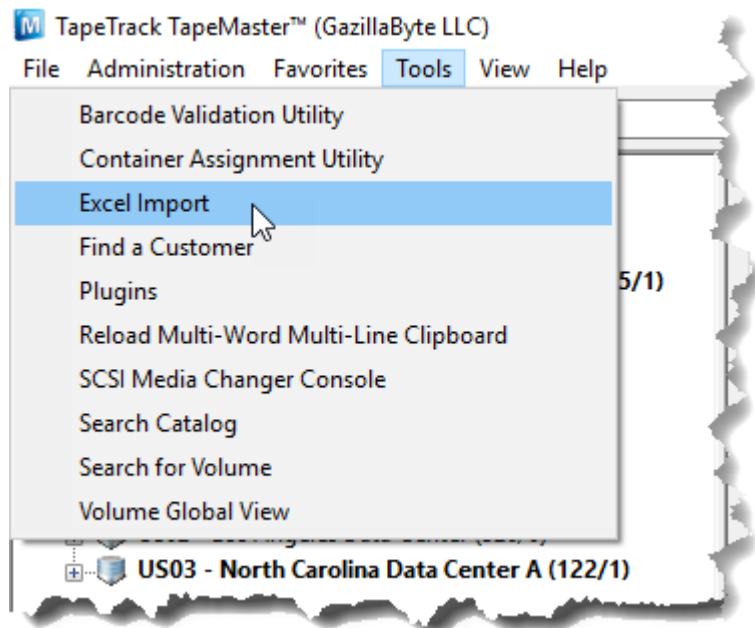 TapeTrack TapeMaster™ (GazillaByte LLC)
File Administration Favorites Tools View Help
Barcode Validation Utility
Container Assignment Utility
Excel Import
Find a Customer
5/1)
Plugins
Reload Multi-Word Multi-Line Clipboard
SCSI Media Changer Console
Search Catalog
Search for Volume
Volume Global View
US03 - North Carolina Data Center A (122/1)